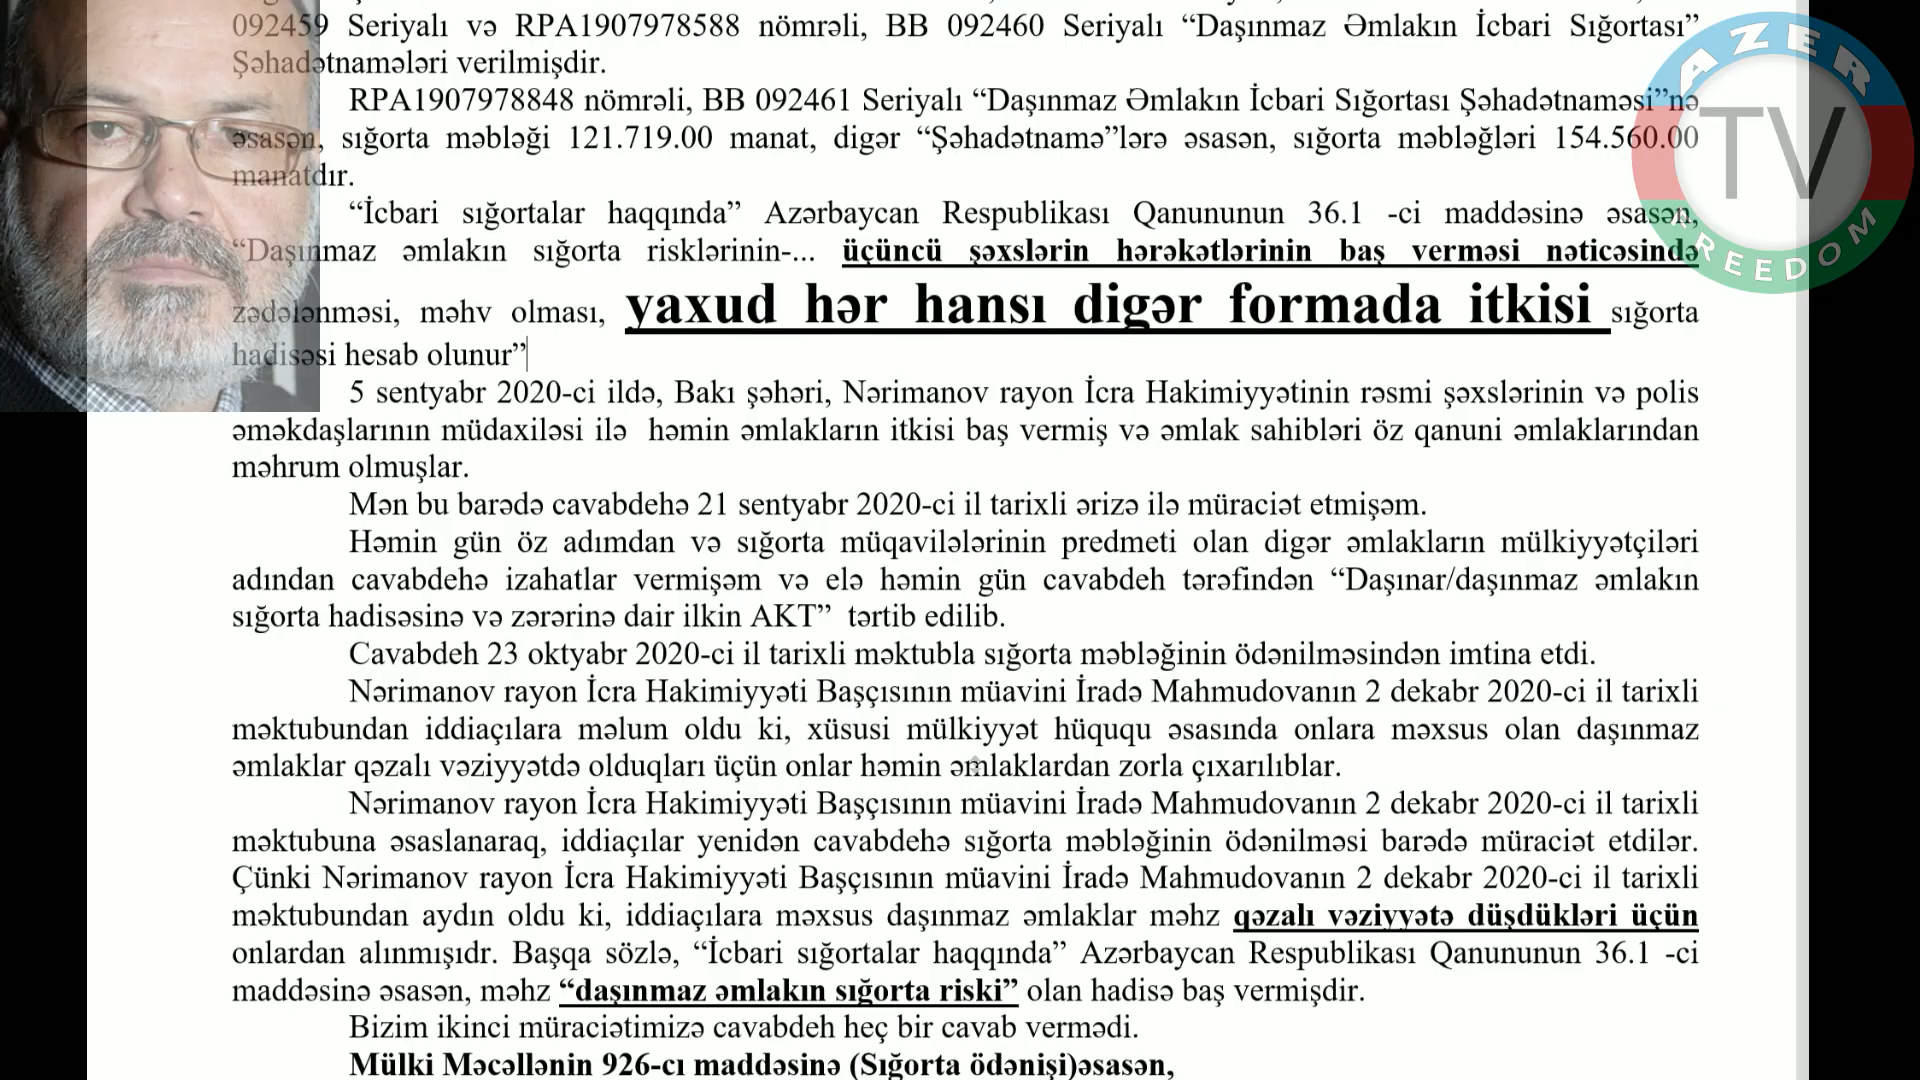 092459 Seriyalı və RPA1907978588 nömrəli, BB 092460 Seriyalı “Daşınmaz Əmlakın İcbari Sığortası”
Şəhadətnamələri verilmişdir.
RPA1907978848 nömrəli, BB 092461 Seriyalı “Daşınmaz Əmlakın İcbari Sığortası Şəhadətnaməsi”nə
əsasən, sığorta məbləği 121.719.00 manat, digər “Şəhadətnamə”lərə əsasən, sığorta məbləğləri 154.560.00
manatdır.
“İcbari sığortalar haqqında” Azərbaycan Respublikası Qanununun 36.1 -ci maddəsinə əsasən,
“Daşınmaz əmlakın sığorta risklərinin-... üçüncü şəxslərin hərəkətlərinin baş verməsi nəticəsində
zədələnməsi, məhv olması, yaxud hər hansı digər formada itkisi sığorta
hadisəsi hesab olunur”
5 sentyabr 2020-ci ildə, Bakı şəhəri, Nərimanov rayon İcra Hakimiyyətinin rəsmi şəxslərinin və polis
əməkdaşlarının müdaxiləsi ilə həmin əmlakların itkisi baş vermiş və əmlak sahibləri öz qanuni əmlaklarından
məhrum olmuşlar.
Mən bu barədə cavabdehə 21 sentyabr 2020-ci il tarixli ərizə ilə müraciət etmişəm.
Həmin gün öz adımdan və sığorta müqavilələrinin predmeti olan digər əmlakların mülkiyyətçiləri
adından cavabdehə izahatlar vermişəm və elə həmin gün cavabdeh tərəfindən “Daşınar/daşınmaz əmlakın
sığorta hadisəsinə və zərərinə dair ilkin AKT” tərtib edilib.
Cavabdeh 23 oktyabr 2020-ci il tarixli məktubla sığorta məbləğinin ödənilməsindən imtina etdi.
Nərimanov rayon İcra Hakimiyyəti Başçısının müavini İradə Mahmudovanın 2 dekabr 2020-ci il tarixli
məktubundan iddiaçılara məlum oldu ki, xüsusi mülkiyyət hüququ əsasında onlara məxsus olan daşınmaz
əmlaklar qəzalı vəziyyətdə olduqları üçün onlar həmin əmlaklardan zorla çıxarılıblar.
Nərimanov rayon İcra Hakimiyyəti Başçısının müavini İradə Mahmudovanın 2 dekabr 2020-ci il tarixli
məktubuna əsaslanaraq, iddiaçılar yenidən cavabdehə sığorta məbləğinin ödənilməsi barədə müraciət etdilər.
Çünki Nərimanov rayon İcra Hakimiyyəti Başçısının müavini İradə Mahmudovanın 2 dekabr 2020-ci il tarixli
məktubundan aydın oldu ki, iddiaçılara məxsus daşınmaz əmlaklar məhz qəzalı vəziyyətə düşdükləri üçün
onlardan alınmışıdr. Başqa sözlə, “İcbari sığortalar haqqında” Azərbaycan Respublikası Qanununun 36.1 -ci
maddəsinə əsasən, məhz “daşınmaz əmlakın sığorta riski” olan hadisə baş vermişdir.
Bizim ikinci müraciətimizə cavabdeh heç bir cavab vermədi.
Mülki Məcəllənin 926-cı maddəsinə (Sığorta ödənişi)əsasən,
AZER
TV
FREEDOM